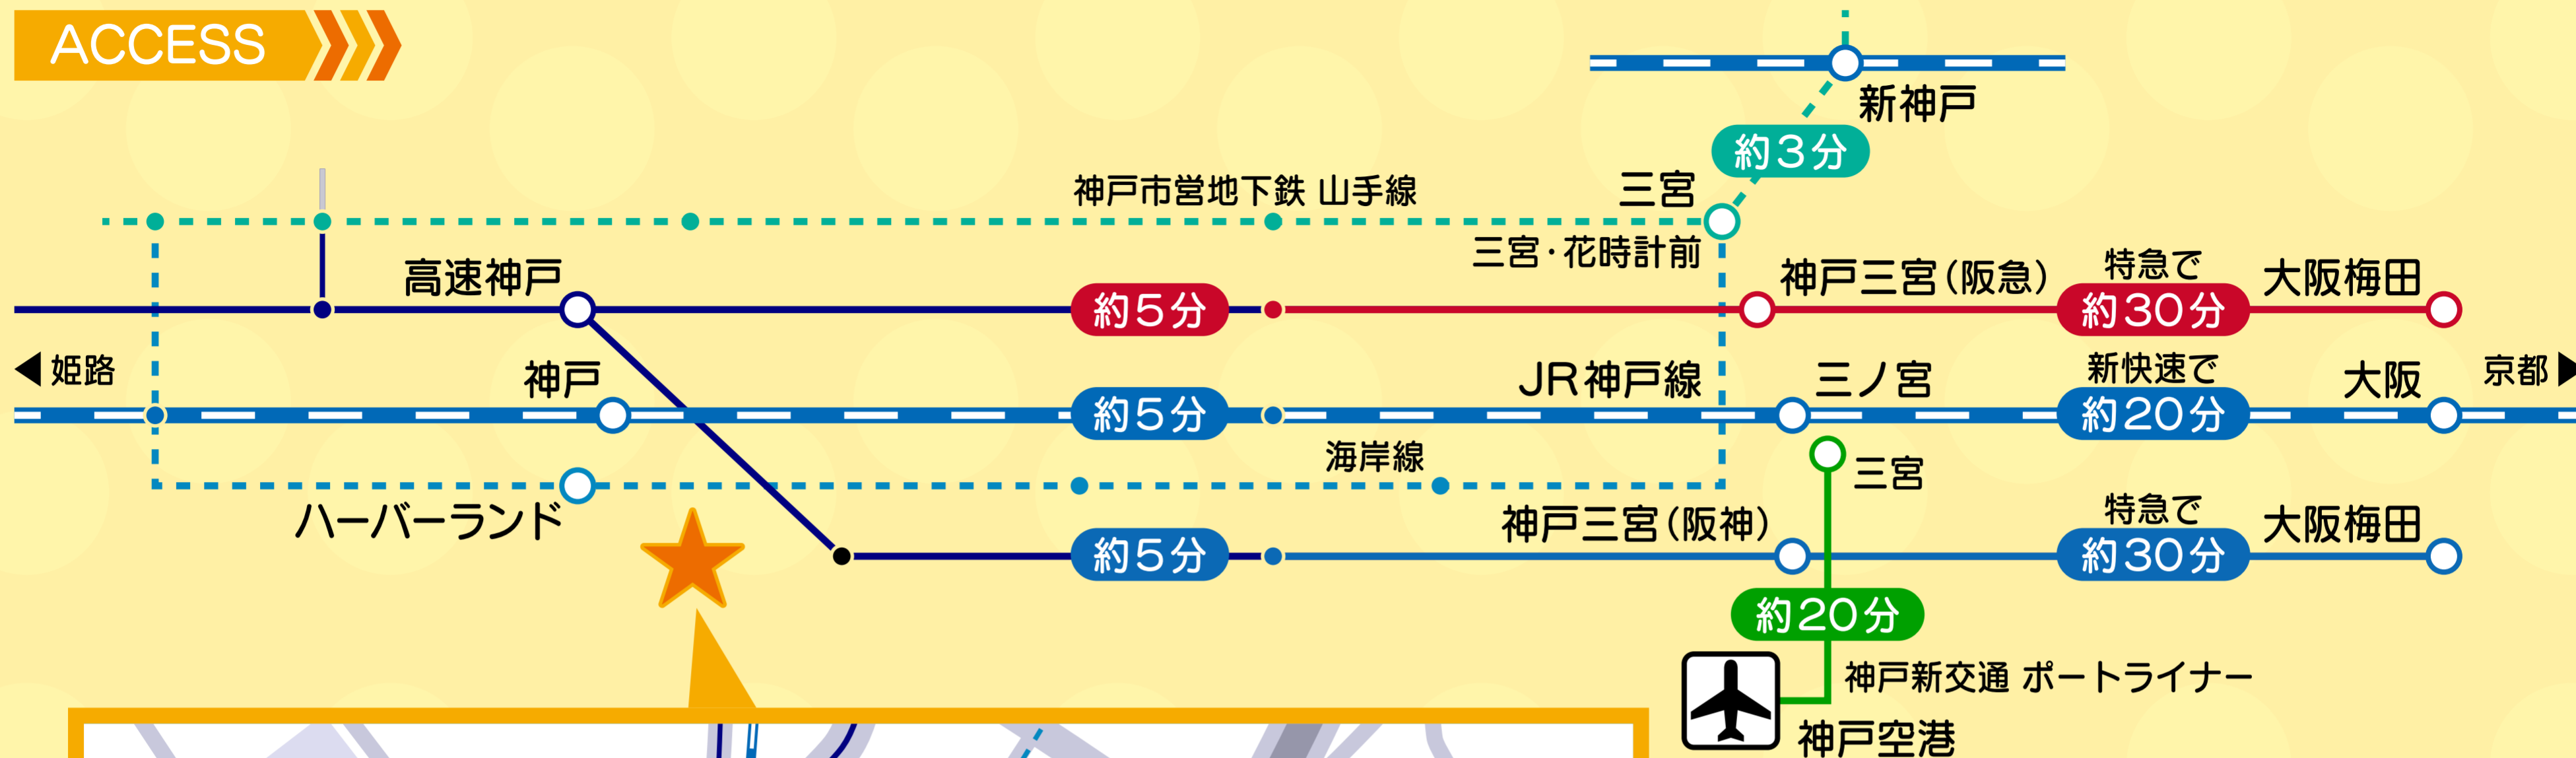 ACCESS
新神戸
約3分
神戸市営地下鉄 山手線
三宮
三宮・花時計前
高速神戸
約5分
神戸三宮(阪急)
特急で
約30分
大阪梅田
姫路
神戸
約5分
JR神戸線
三ノ宮
新快速で
約20分
大阪
京都
ハーバーランド
海岸線
三宮
約5分
神戸三宮(阪神)
特急で
約30分
大阪梅田
約20分
神戸新交通 ポートライナー
神戸空港